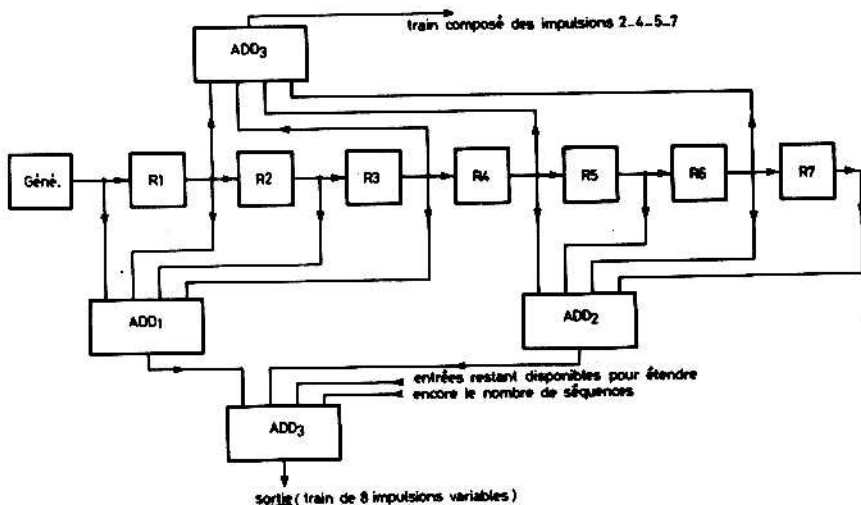 train composé des impulsions 2-4-5-7
ADD3
Géné.
R1
R2
R3
R4
R5
R6
R7
ADD1
ADD2
entrées restant disponibles pour étendre
encore le nombre de séquences
ADD3
sortie ( train de 8 impulsions variables )